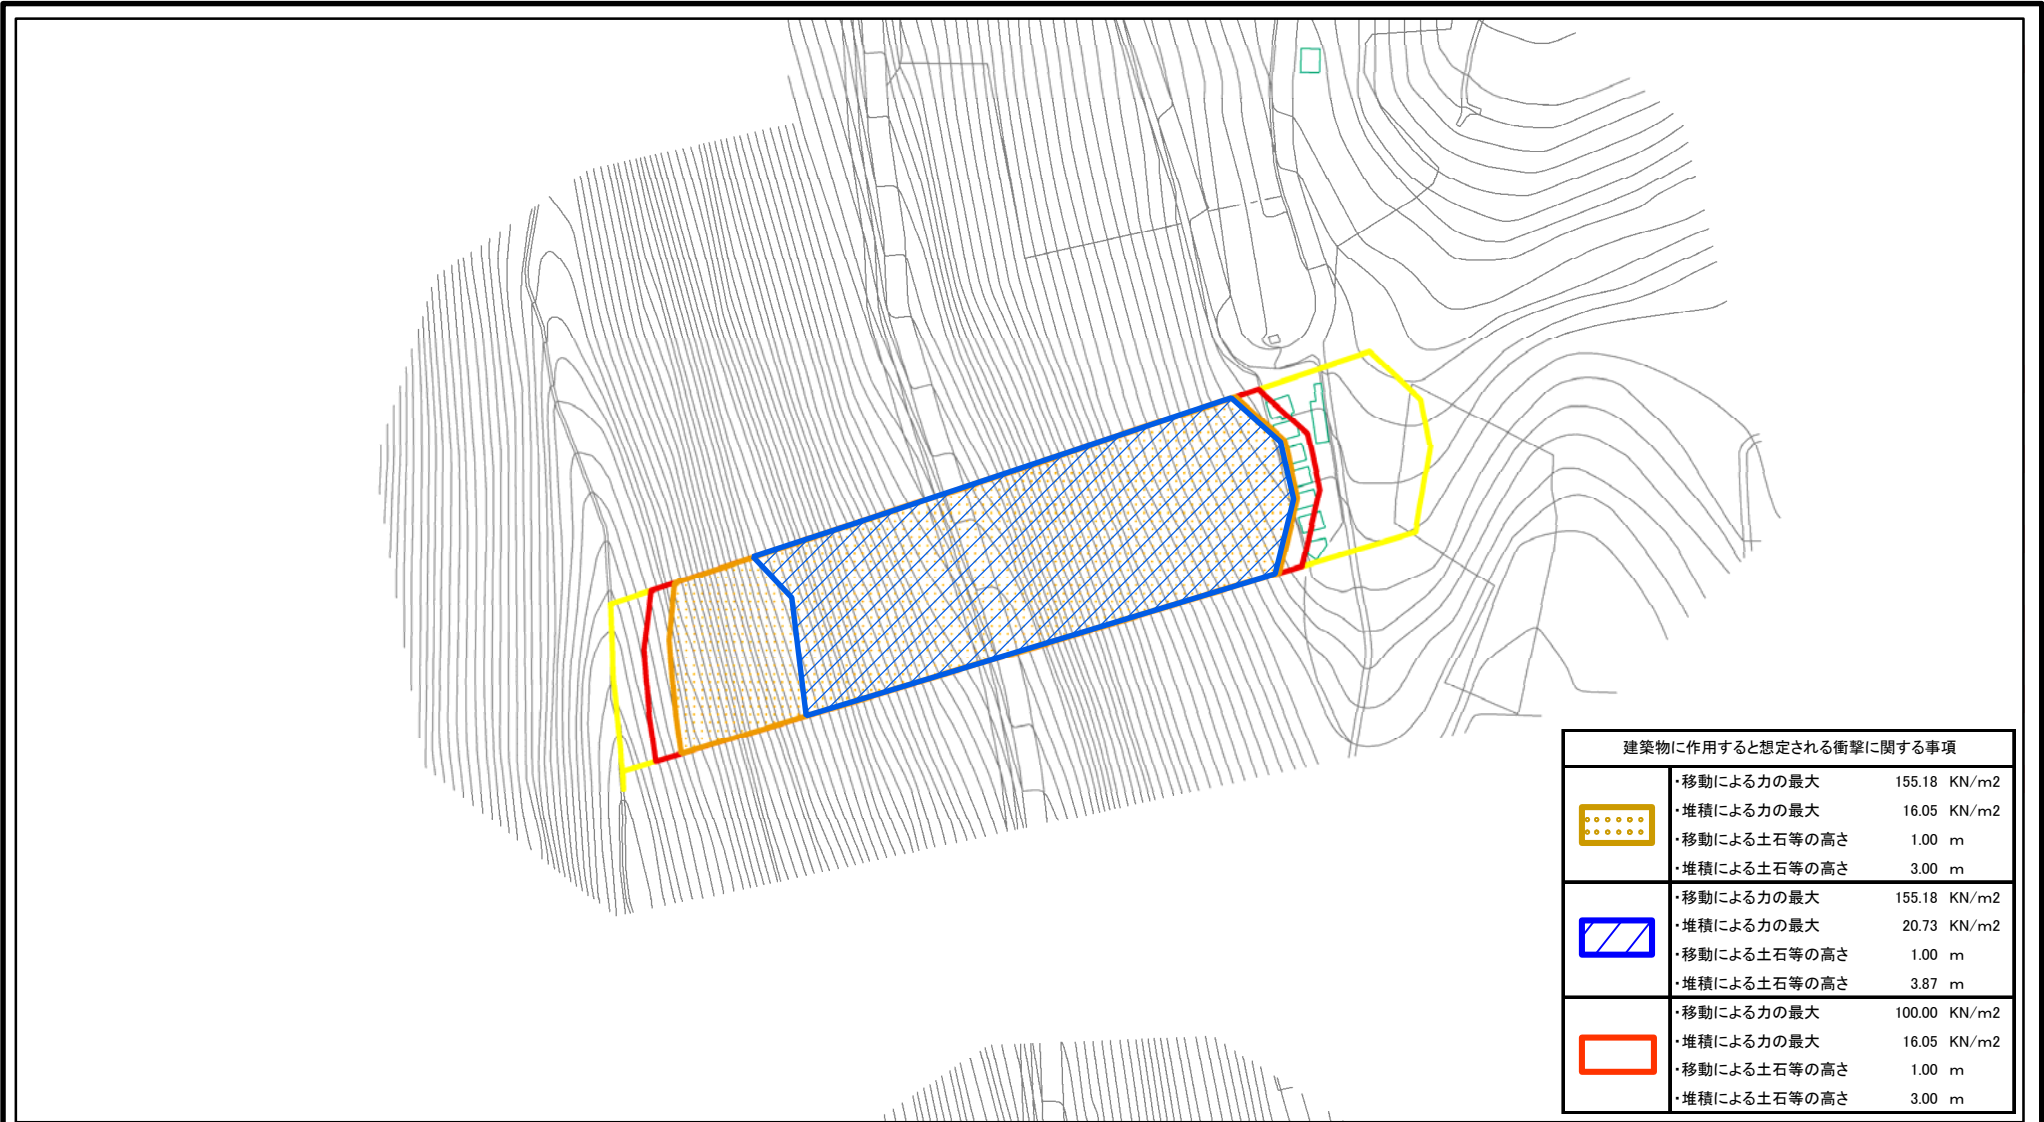 建築物に作用すると想定される衝撃に関する事項
・移動による力の最大 155.18 KN/m2
・堆積による力の最大 16.05 KN/m2
・移動による土石等の高さ 1.00 m
・堆積による土石等の高さ 3.00 m
・移動による力の最大 155.18 KN/m2
・堆積による力の最大 20.73 KN/m2
・移動による土石等の高さ 1.00 m
・堆積による土石等の高さ 3.87 m
・移動による力の最大 100.00 KN/m2
・堆積による力の最大 16.05 KN/m2
・移動による土石等の高さ 1.00 m
・堆積による土石等の高さ 3.00 m